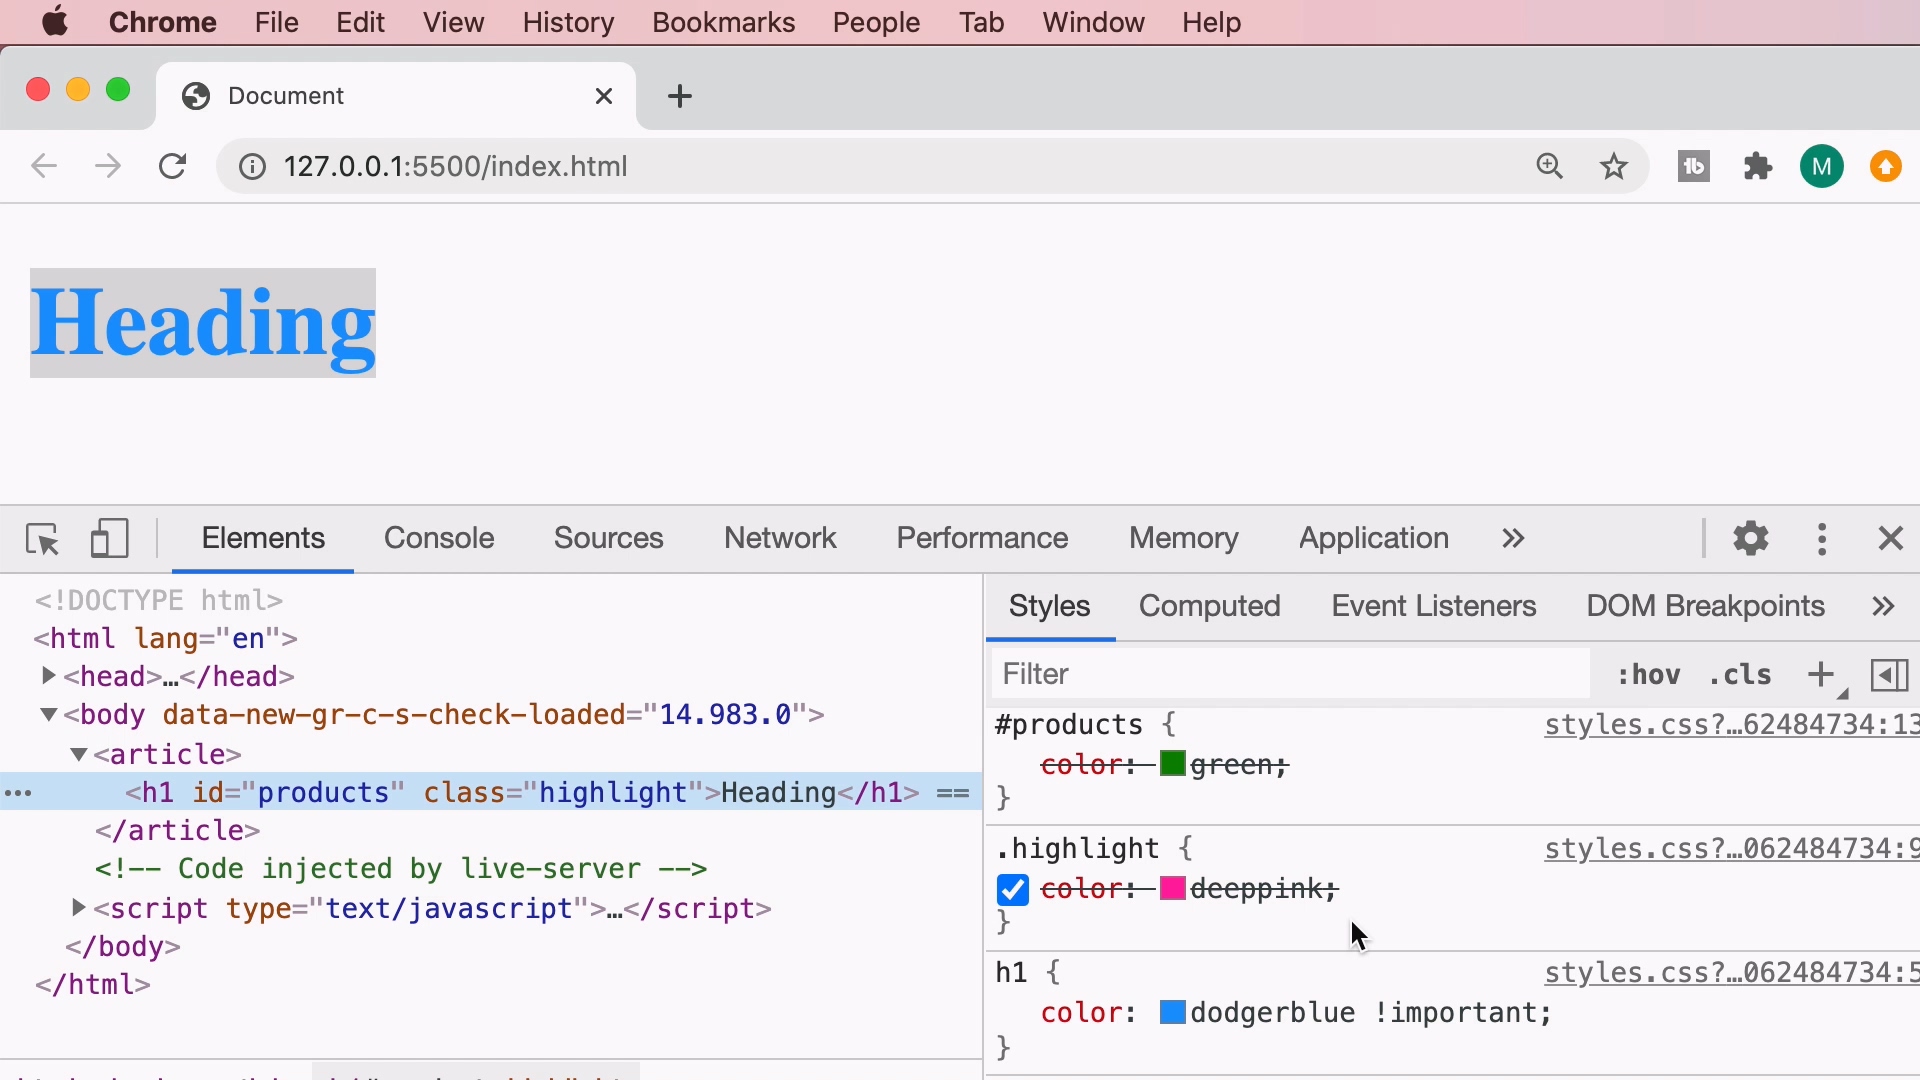 Chrome File Edit View History Bookmarks People Tab Window Help
Document
127.0.0.1:5500/index.html
M
Heading
Elements Console Sources Network Performance Memory Application
<!DOCTYPE html>
<html lang="en">
<head>…</head>
<body data-new-gr-c-s-check-loaded="14.983.0">
<article>
<h1 id="products" class="highlight">Heading</h1> ==
</article>
<!-- Code injected by live-server -->
<script type="text/javascript">…</script>
</body>
</html>
Styles Computed Event Listeners DOM Breakpoints
Filter :hov .cls
#products { styles.css?…62484734:13
color: green;
}
.highlight { styles.css?…062484734:9
color: deeppink;
}
h1 { styles.css?…062484734:5
color: dodgerblue !important;
}